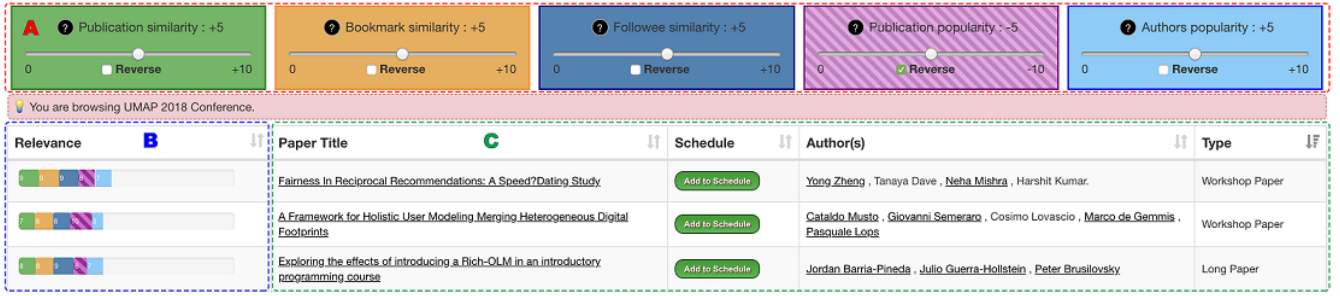 A Publication similarity : +5 Bookmark similarity : +5 Followee similarity : +5 Publication popularity : -5 Authors popularity : +5
0 Reverse +10 0 Reverse +10 0 Reverse +10 0 Reverse -10 0 Reverse +10
You are browsing UMAP 2018 Conference.
Relevance B Paper Title C Schedule Author(s) Type
Fairness In Reciprocal Recommendations: A Speed?Dating Study Add to Schedule Yong Zheng , Tanaya Dave , Neha Mishra , Harshit Kumar. Workshop Paper
A Framework for Holistic User Modeling Merging Heterogeneous Digital
Footprints Add to Schedule Cataldo Musto , Giovanni Semeraro , Cosimo Lovascio , Marco de Gemmis ,
Pasquale Lops Workshop Paper
Exploring the effects of introducing a Rich-OLM in an introductory
programming course Add to Schedule Jordan Barria-Pineda , Julio Guerra-Hollstein , Peter Brusilovsky Long Paper